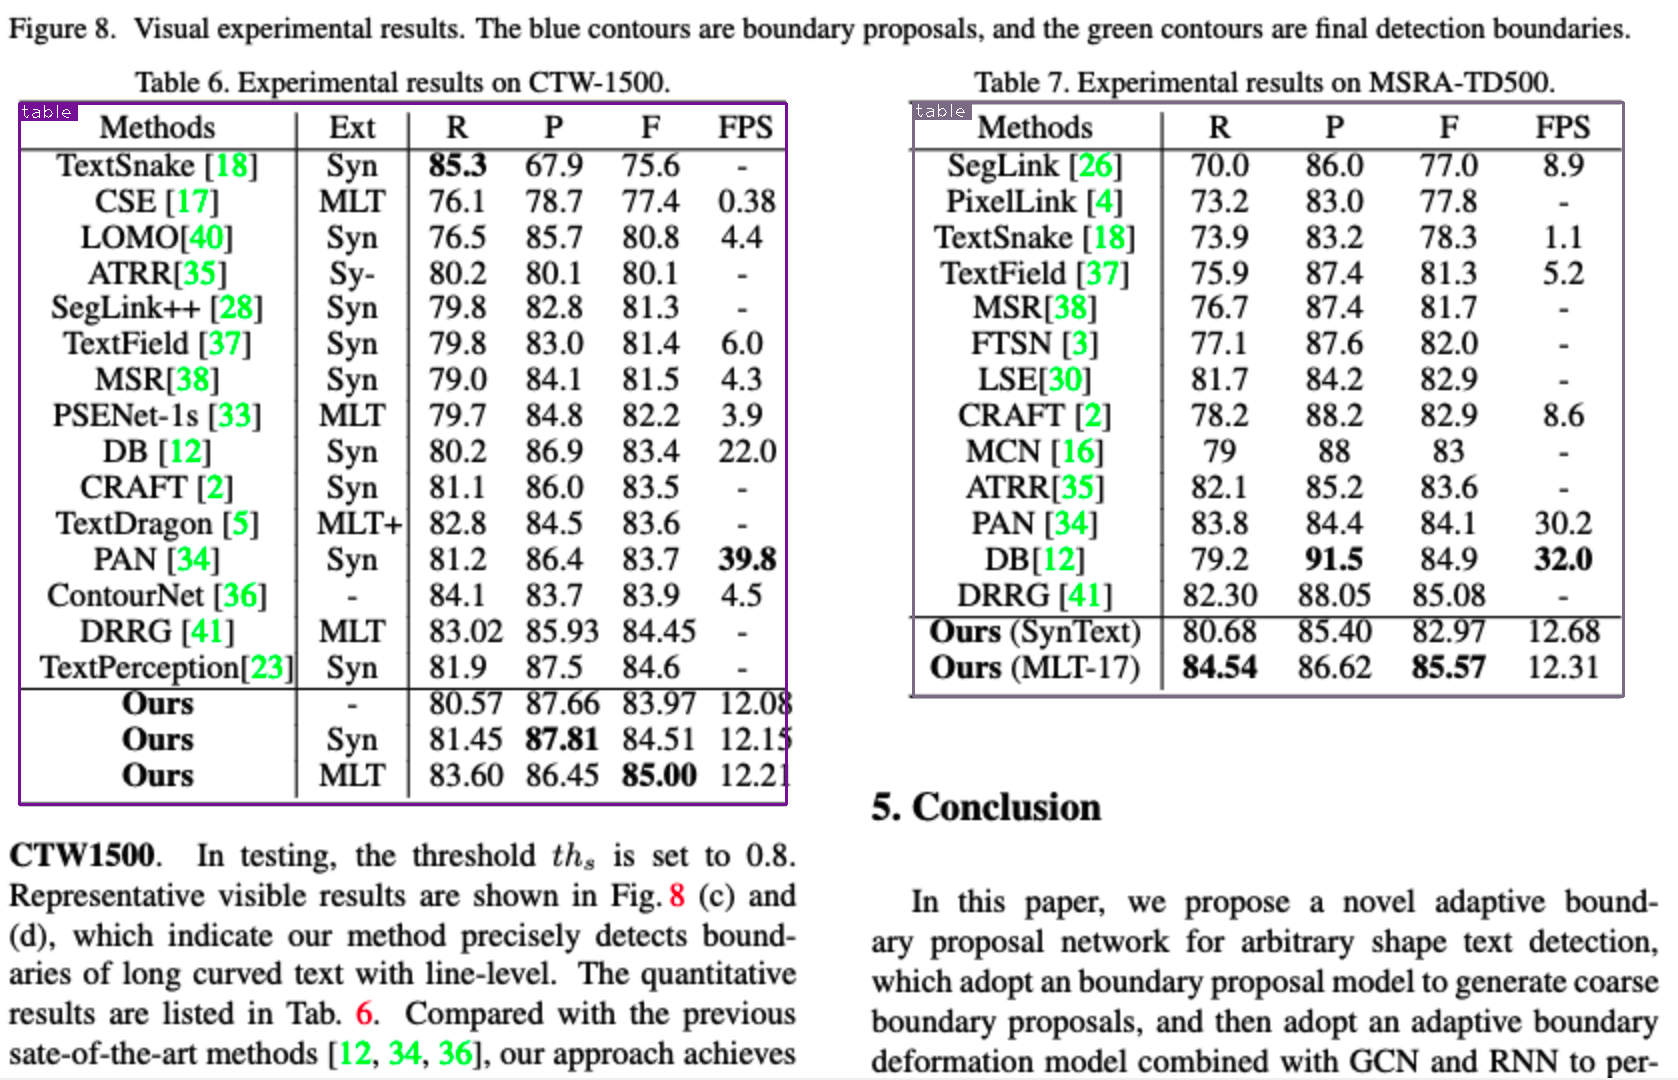 Figure 8. Visual experimental results. The blue contours are boundary proposals, and the green contours are final detection boundaries.
Table 6. Experimental results on CTW-1500.
table
Methods Ext R P F FPS
TextSnake [18] Syn 85.3 67.9 75.6 -
CSE [17] MLT 76.1 78.7 77.4 0.38
LOMO[40] Syn 76.5 85.7 80.8 4.4
ATRR[35] Sy- 80.2 80.1 80.1 -
SegLink++ [28] Syn 79.8 82.8 81.3 -
TextField [37] Syn 79.8 83.0 81.4 6.0
MSR[38] Syn 79.0 84.1 81.5 4.3
PSENet-1s [33] MLT 79.7 84.8 82.2 3.9
DB [12] Syn 80.2 86.9 83.4 22.0
CRAFT [2] Syn 81.1 86.0 83.5 -
TextDragon [5] MLT+ 82.8 84.5 83.6 -
PAN [34] Syn 81.2 86.4 83.7 39.8
ContourNet [36] - 84.1 83.7 83.9 4.5
DRRG [41] MLT 83.02 85.93 84.45 -
TextPerception[23] Syn 81.9 87.5 84.6 -
Ours - 80.57 87.66 83.97 12.08
Ours Syn 81.45 87.81 84.51 12.15
Ours MLT 83.60 86.45 85.00 12.21
CTW1500. In testing, the threshold ths is set to 0.8.
Representative visible results are shown in Fig. 8 (c) and
(d), which indicate our method precisely detects bound-
aries of long curved text with line-level. The quantitative
results are listed in Tab. 6. Compared with the previous
sate-of-the-art methods [12, 34, 36], our approach achieves
Table 7. Experimental results on MSRA-TD500.
table
Methods R P F FPS
SegLink [26] 70.0 86.0 77.0 8.9
PixelLink [4] 73.2 83.0 77.8 -
TextSnake [18] 73.9 83.2 78.3 1.1
TextField [37] 75.9 87.4 81.3 5.2
MSR[38] 76.7 87.4 81.7 -
FTSN [3] 77.1 87.6 82.0 -
LSE[30] 81.7 84.2 82.9 -
CRAFT [2] 78.2 88.2 82.9 8.6
MCN [16] 79 88 83 -
ATRR[35] 82.1 85.2 83.6 -
PAN [34] 83.8 84.4 84.1 30.2
DB[12] 79.2 91.5 84.9 32.0
DRRG [41] 82.30 88.05 85.08 -
Ours (SynText) 80.68 85.40 82.97 12.68
Ours (MLT-17) 84.54 86.62 85.57 12.31
5. Conclusion
In this paper, we propose a novel adaptive bound-
ary proposal network for arbitrary shape text detection,
which adopt an boundary proposal model to generate coarse
boundary proposals, and then adopt an adaptive boundary
deformation model combined with GCN and RNN to per-